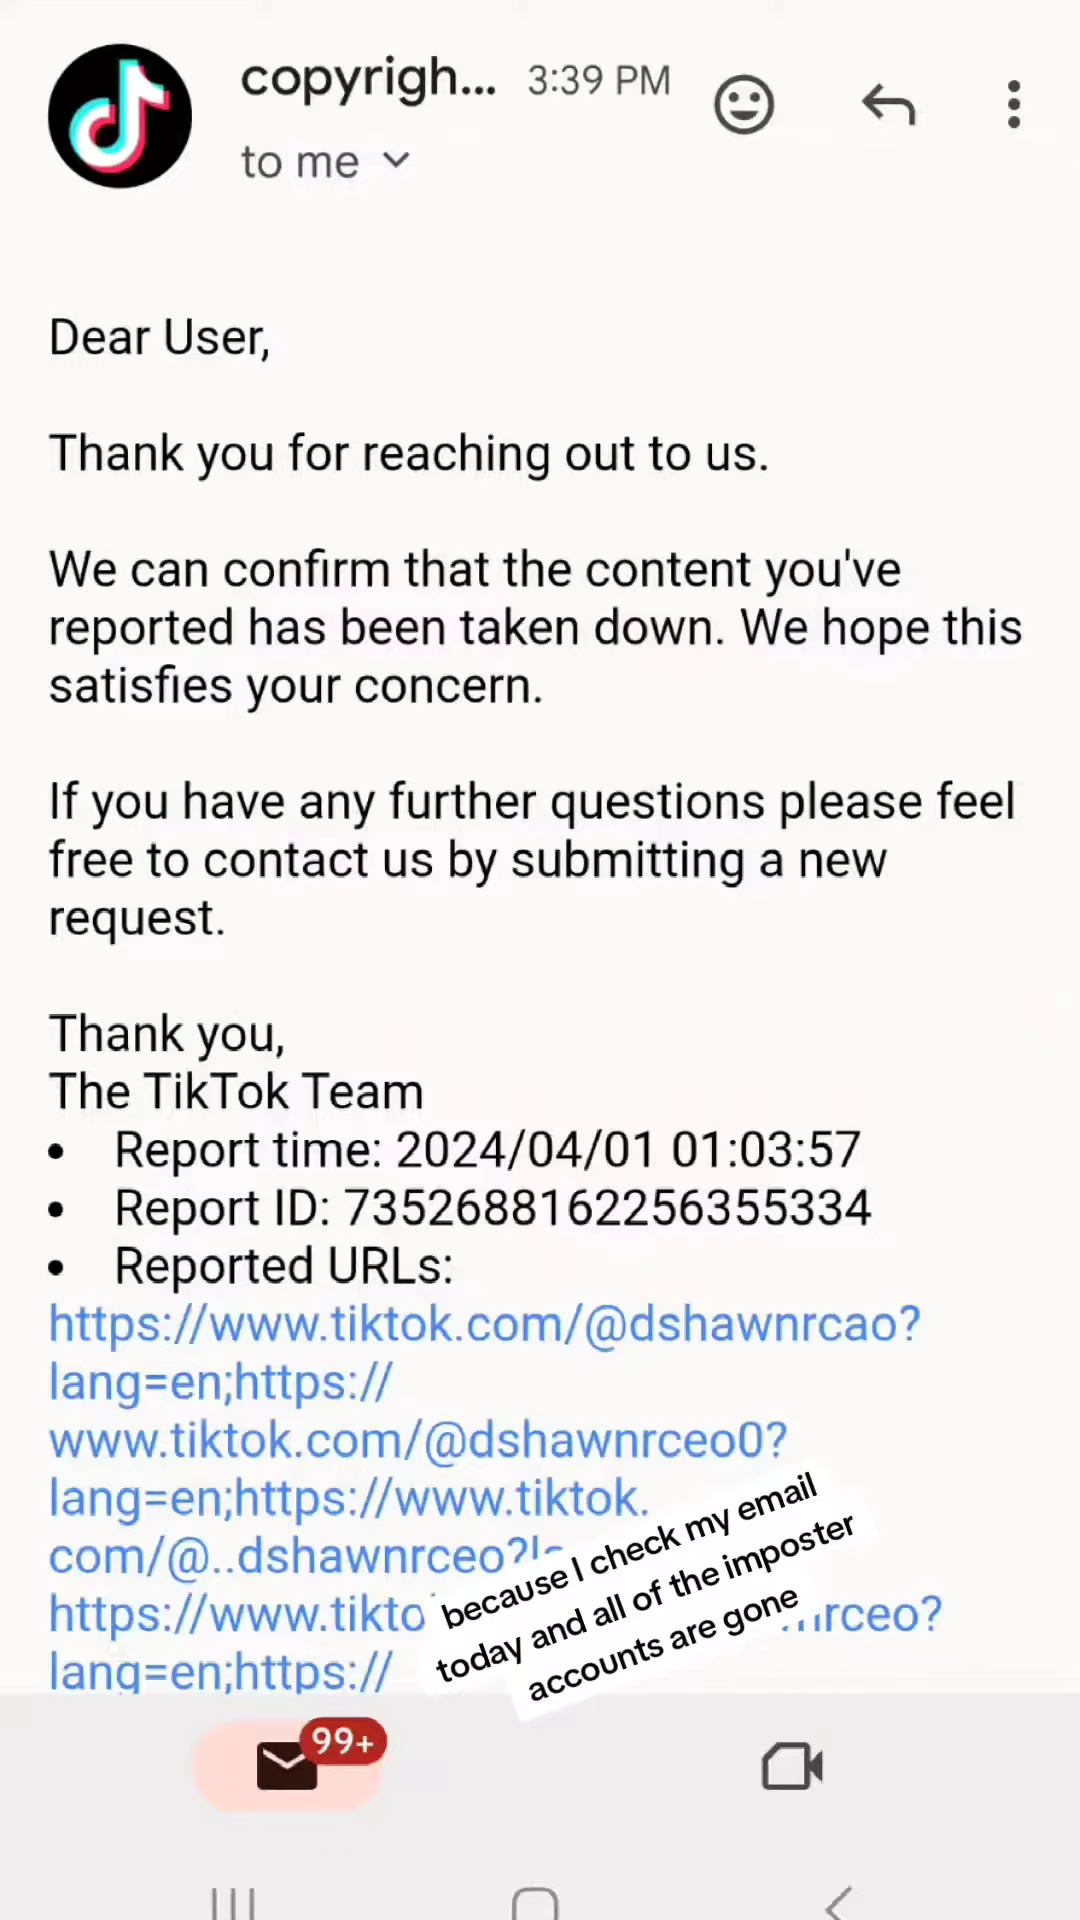 copyrigh... 3:39 PM
to me
Dear User,
Thank you for reaching out to us.
We can confirm that the content you've
reported has been taken down. We hope this
satisfies your concern.
If you have any further questions please feel
free to contact us by submitting a new
request.
Thank you,
The TikTok Team
• Report time: 2024/04/01 01:03:57
• Report ID: 7352688162256355334
• Reported URLs:
https://www.tiktok.com/@dshawnrcao?
lang=en;https://
www.tiktok.com/@dshawnrceo0?
lang=en;https://www.tiktok.
com/@..dshawnrceo?
https://www.tikto rceo?
lang=en;https://
because I check my email
today and all of the imposter
accounts are gone
99+